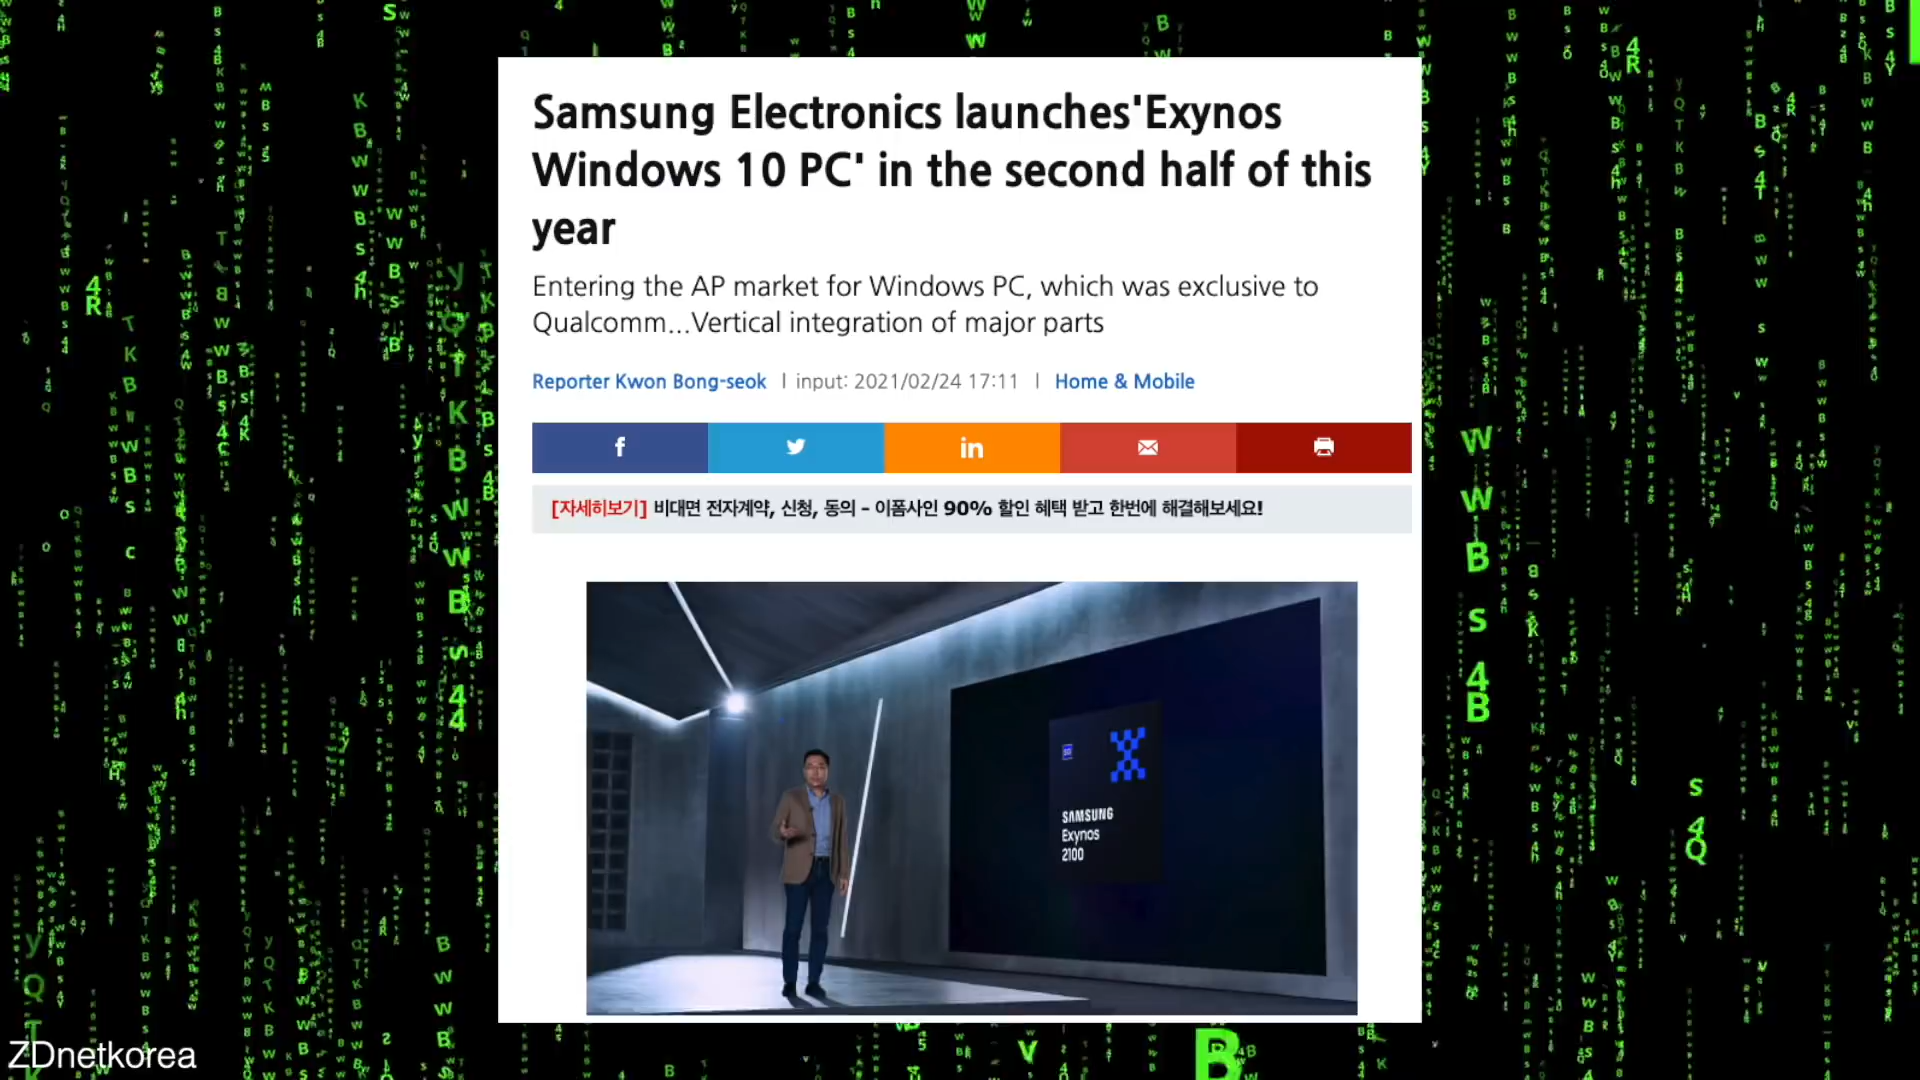 Samsung Electronics launches'Exynos
Windows 10 PC' in the second half of this
year
Entering the AP market for Windows PC, which was exclusive to
Qualcomm...Vertical integration of major parts
Reporter Kwon Bong-seok | input: 2021/02/24 17:11 | Home & Mobile
[자세히보기] 비대면 전자계약, 신청, 동의 - 이폼사인 90% 할인 혜택 받고 한번에 해결해보세요!
SAMSUNG
Exynos
2100
ZDnetkorea